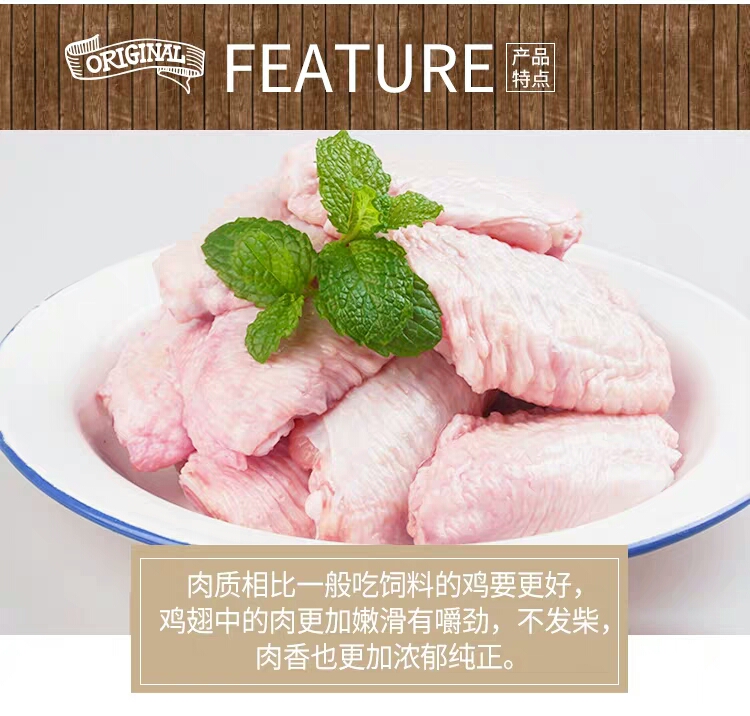 ORIGINAL
FEATURE
产品
特点
肉质相比一般吃饲料的鸡要更好，
鸡翅中的肉更加嫩滑有嚼劲，不发柴，
肉香也更加浓郁纯正。